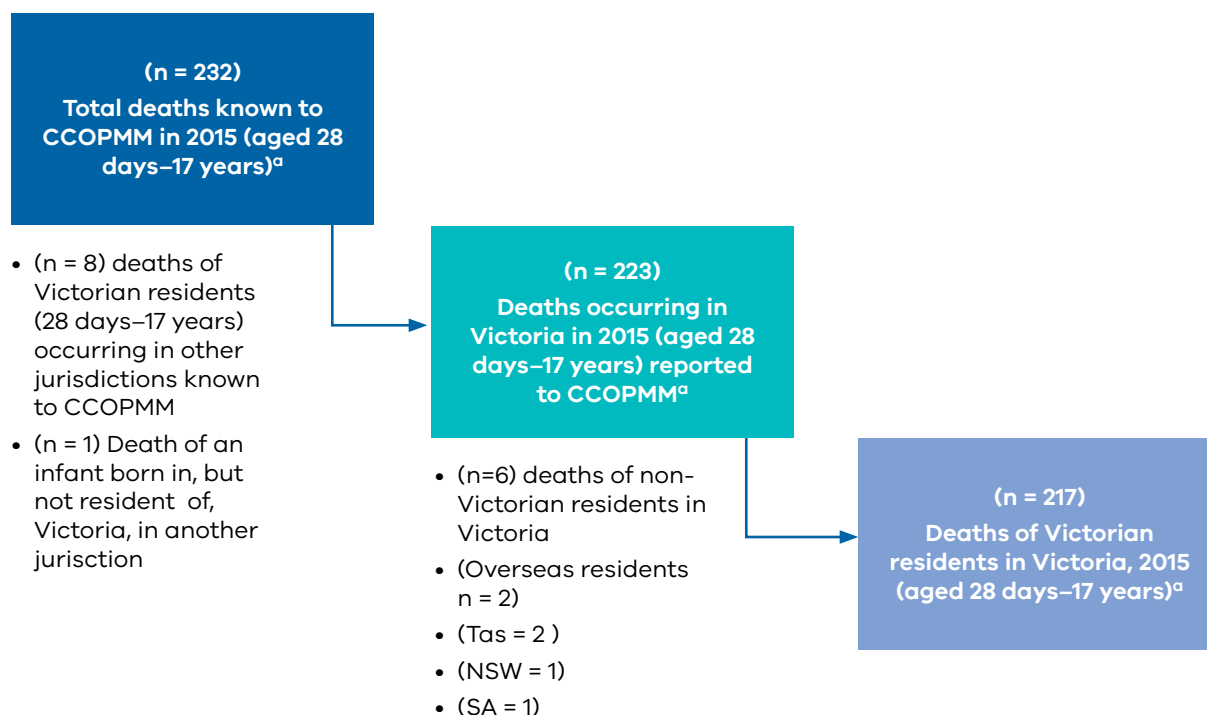 (n = 232)
Total deaths known to
CCOPMM in 2015 (aged 28
days–17 years)ᵃ
• (n = 8) deaths of
Victorian residents
(28 days–17 years)
occurring in other
jurisdictions known
to CCOPMM
• (n = 1) Death of an
infant born in, but
not resident of,
Victoria, in another
jurisction
(n = 223)
Deaths occurring in
Victoria in 2015 (aged 28
days–17 years) reported
to CCOPMMᵃ
• (n=6) deaths of non-
Victorian residents in
Victoria
• (Overseas residents
n = 2)
• (Tas = 2 )
• (NSW = 1)
• (SA = 1)
(n = 217)
Deaths of Victorian
residents in Victoria, 2015
(aged 28 days–17 years)ᵃ